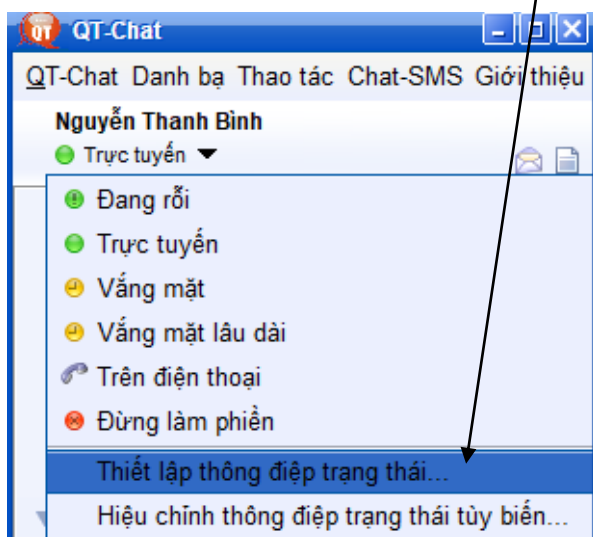 QT QT-Chat
QT-Chat Danh bạ Thao tác Chat-SMS Giới thiệu
Nguyễn Thanh Bình
Trực tuyến
Đang rỗi
Trực tuyến
Vắng mặt
Vắng mặt lâu dài
Trên điện thoại
Đừng làm phiền
Thiết lập thông điệp trạng thái...
Hiệu chỉnh thông điệp trạng thái tùy biến...